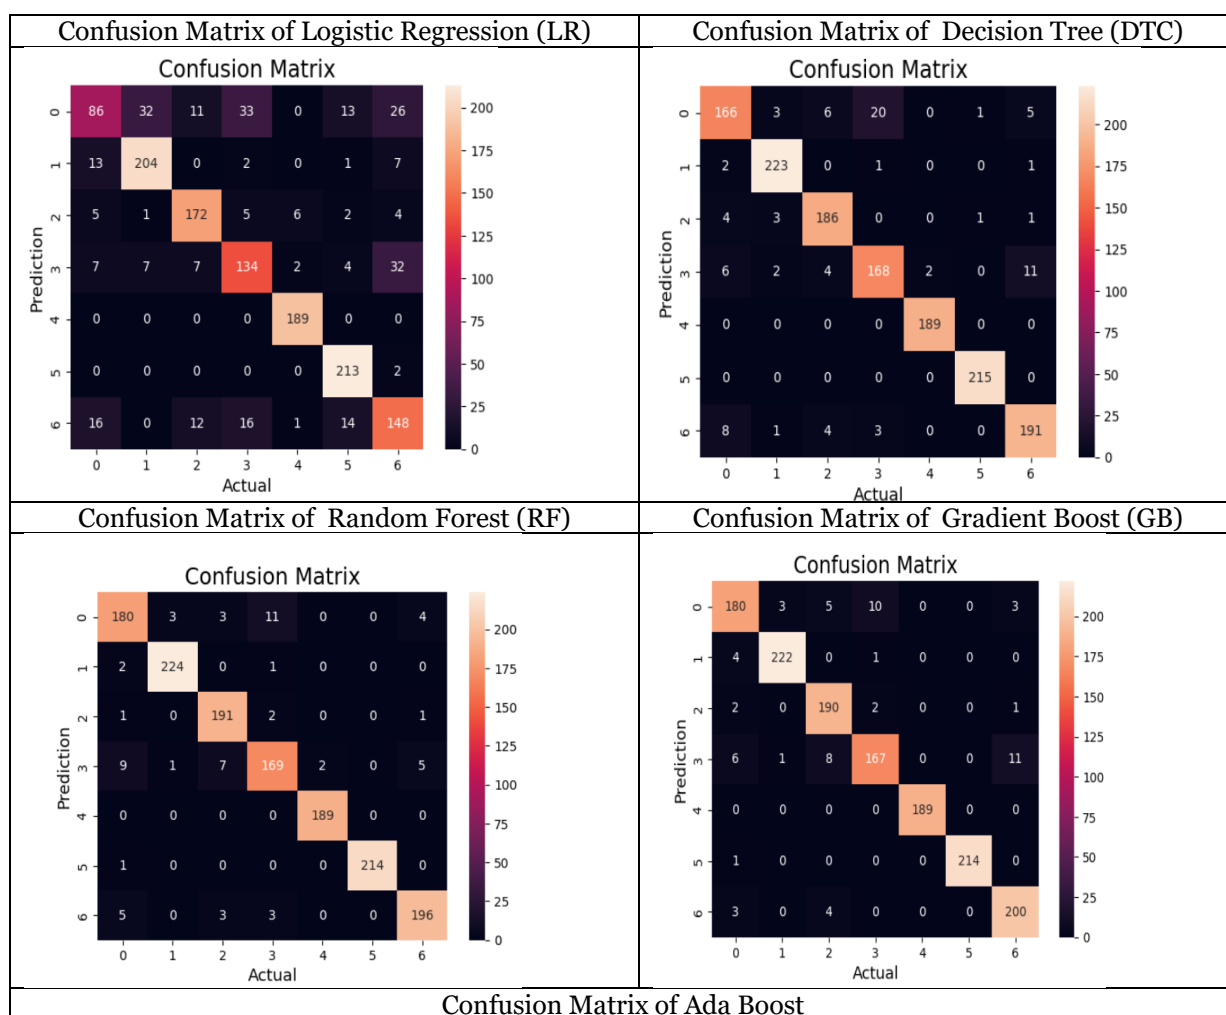 Confusion Matrix of Logistic Regression (LR)
Confusion Matrix of Decision Tree (DTC)
Confusion Matrix
0 86 32 11 33 0 13 26
1 13 204 0 2 0 1 7
2 5 1 172 5 6 2 4
3 7 7 7 134 2 4 32
4 0 0 0 0 189 0 0
5 0 0 0 0 0 213 2
6 16 0 12 16 1 14 148
0 1 2 3 4 5 6
Actual
Prediction
200
175
150
125
100
75
50
25
0
Confusion Matrix
0 166 3 6 20 0 1 5
1 2 223 0 1 0 0 1
2 4 3 186 0 0 1 1
3 6 2 4 168 2 0 11
4 0 0 0 0 189 0 0
5 0 0 0 0 0 215 0
6 8 1 4 3 0 0 191
0 1 2 3 4 5 6
Actual
Prediction
200
175
150
125
100
75
50
25
0
Confusion Matrix of Random Forest (RF)
Confusion Matrix of Gradient Boost (GB)
Confusion Matrix
0 180 3 3 11 0 0 4
1 2 224 0 1 0 0 0
2 1 0 191 2 0 0 1
3 9 1 7 169 2 0 5
4 0 0 0 0 189 0 0
5 1 0 0 0 0 214 0
6 5 0 3 3 0 0 196
0 1 2 3 4 5 6
Actual
Prediction
200
175
150
125
100
75
50
25
0
Confusion Matrix
0 180 3 5 10 0 0 3
1 4 222 0 1 0 0 0
2 2 0 190 2 0 0 1
3 6 1 8 167 0 0 11
4 0 0 0 0 189 0 0
5 1 0 0 0 0 214 0
6 3 0 4 0 0 0 200
0 1 2 3 4 5 6
Actual
Prediction
200
175
150
125
100
75
50
25
0
Confusion Matrix of Ada Boost